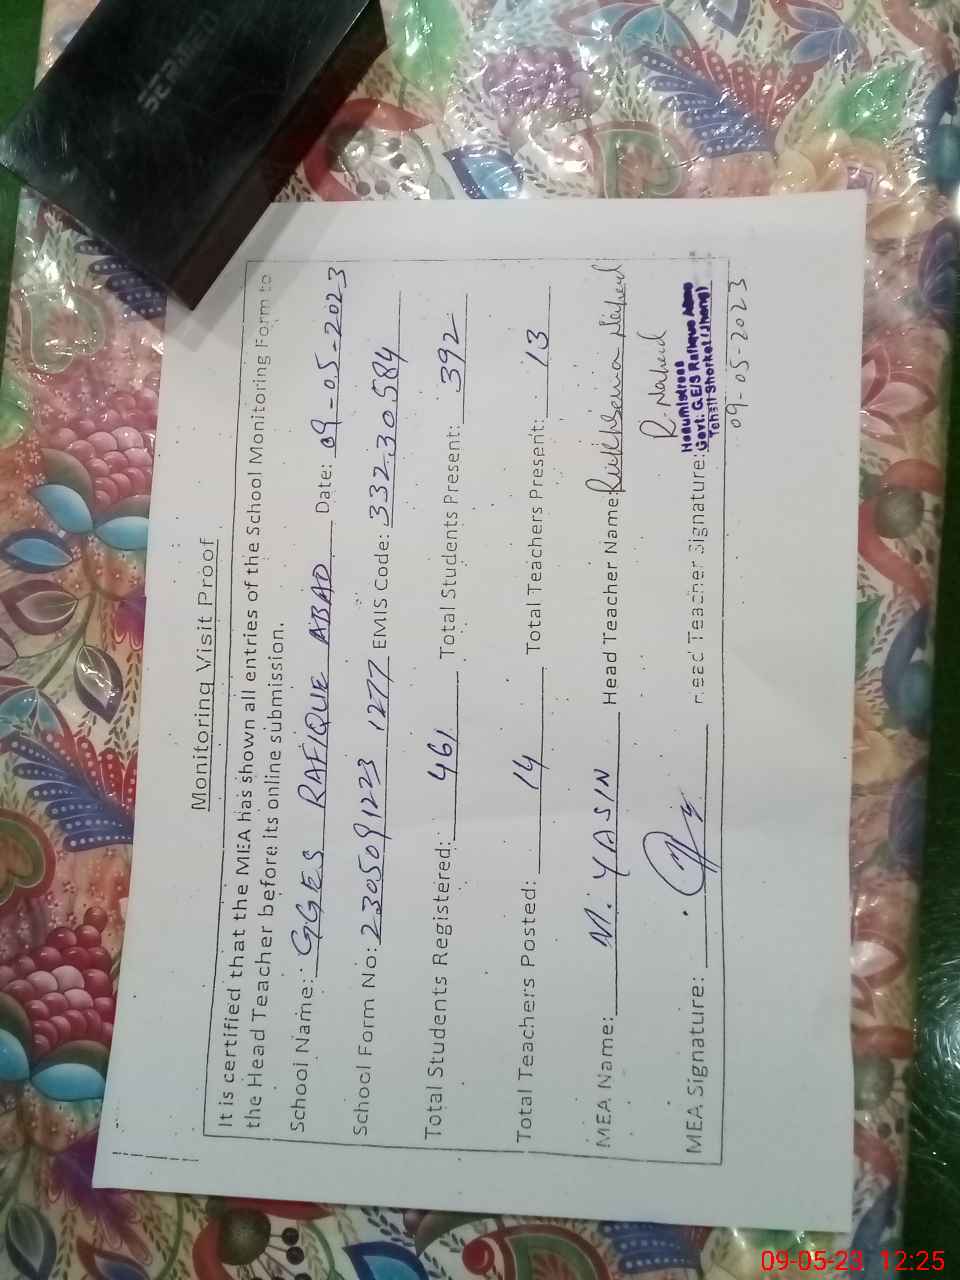 Monitoring Visit Proof
It is certified that the MEA has shown all entries of the School Monitoring Form to
the Head Teacher before its online submission.
School Name: GGES RAFIQUE ABAD Date: 09-05-2023
School Form No: 2305091223 1277 EMIS Code: 33230584
Total Students Registered: 461 Total Students Present: 392
Total Teachers Posted: 14 Total Teachers Present: 13
MEA Name: M. YASIN Head Teacher Name: Rukhsana Naheed
MEA Signature: Head Teacher Signature: R. Naheed
Headmistress
Govt: G.E/S Rafique Abad
Tehsil Shorkot (Jhang)
09-05-2023
09-05-23 12:25